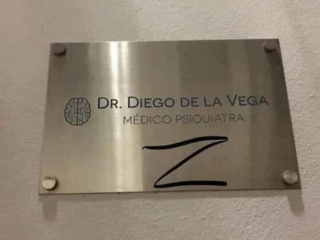 DR. DIEGO DE LA VEGA
MÉDICO PSIQUIATRA
Z